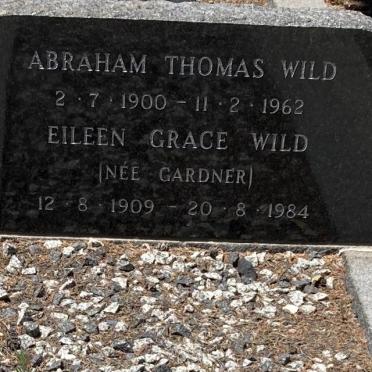 ABRAHAM THOMAS WILD
2·7·1900 – 11·2·1962
EILEEN GRACE WILD
(NÉE GARDNER)
12·8·1909 – 20·8·1984